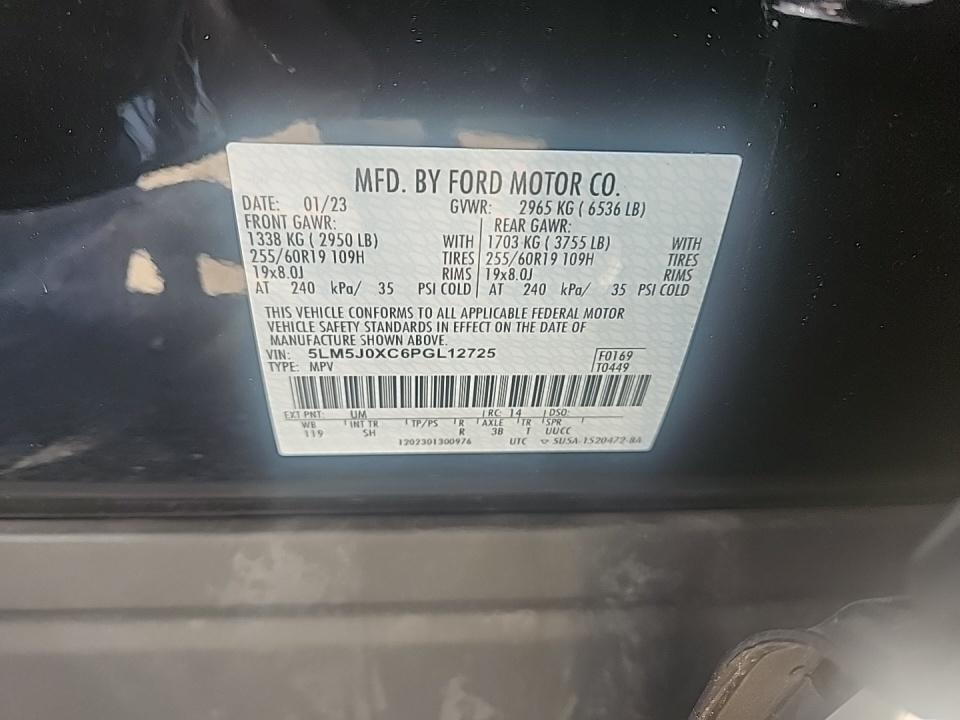 MFD. BY FORD MOTOR CO.
DATE: 01/23 GVWR: 2965 KG ( 6536 LB)
FRONT GAWR: REAR GAWR:
1338 KG ( 2950 LB) WITH 1703 KG ( 3755 LB) WITH
255/60R19 109H TIRES 255/60R19 109H TIRES
19x8.0J RIMS 19x8.0J RIMS
AT 240 kPa/ 35 PSI COLD AT 240 kPa/ 35 PSI COLD
THIS VEHICLE CONFORMS TO ALL APPLICABLE FEDERAL MOTOR
VEHICLE SAFETY STANDARDS IN EFFECT ON THE DATE OF
MANUFACTURE SHOWN ABOVE.
VIN: 5LM5J0XC6PGL12725 F0169
TYPE: MPV T0449
EXT PNT: UM RC: 14 DSO:
WB INT TR TP/PS R AXLE TR SPR
119 SH R 3B T UUCC
1202301300976 UTC SUSA-1520472-BA